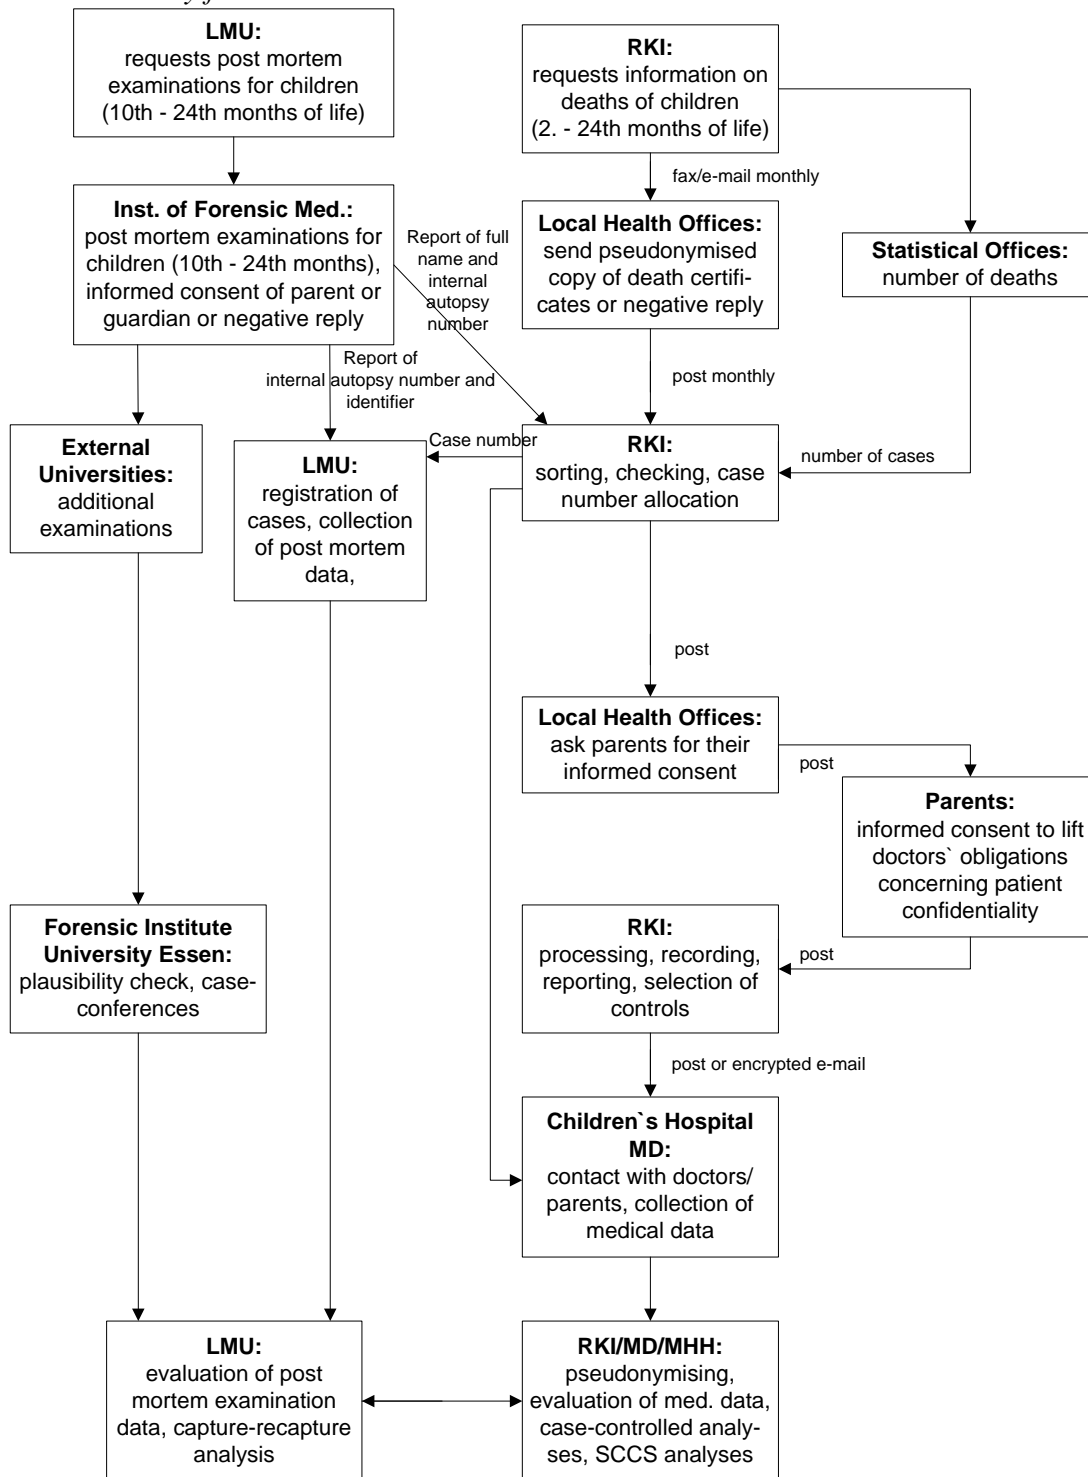 LMU:
requests post mortem
examinations for children
(10th - 24th months of life)
RKI:
requests information on
deaths of children
(2. - 24th months of life)
fax/e-mail monthly
Inst. of Forensic Med.:
post mortem examinations for
children (10th - 24th months),
informed consent of parent or
guardian or negative reply
Report of full
name and
internal
autopsy
number
Local Health Offices:
send pseudonymised
copy of death certifi-
cates or negative reply
Statistical Offices:
number of deaths
Report of
internal autopsy number and
identifier
post monthly
External
Universities:
additional
examinations
LMU:
registration of
cases, collection
of post mortem
data,
Case number
RKI:
sorting, checking, case
number allocation
number of cases
post
Local Health Offices:
ask parents for their
informed consent
post
Parents:
informed consent to lift
doctors` obligations
concerning patient
confidentiality
Forensic Institute
University Essen:
plausibility check, case-
conferences
RKI:
processing, recording,
reporting, selection of
controls
post
post or encrypted e-mail
Children`s Hospital
MD:
contact with doctors/
parents, collection of
medical data
LMU:
evaluation of post
mortem examination
data, capture-recapture
analysis
RKI/MD/MHH:
pseudonymising,
evaluation of med. data,
case-controlled analy-
ses, SCCS analyses